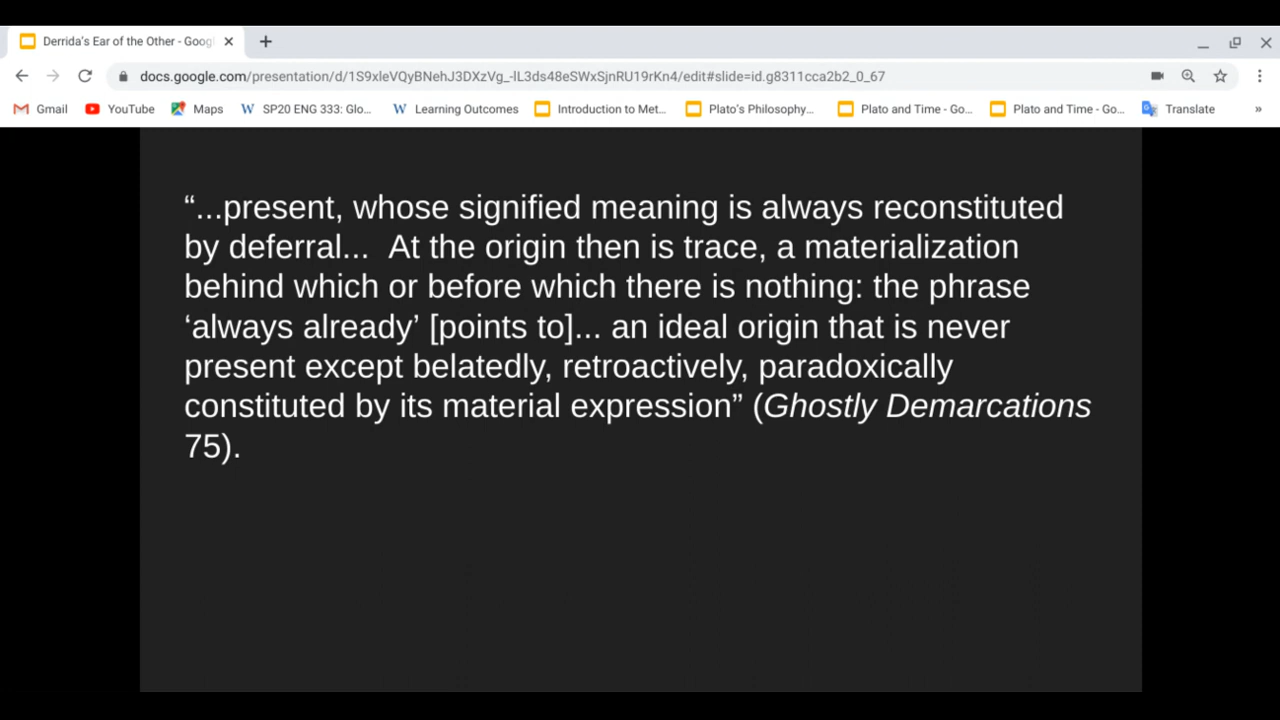 Derrida's Ear of the Other - Goog
docs.google.com/presentation/d/1S9xleVQyBNehJ3DXzVg_-lL3ds48eSWxSjnRU19rKn4/edit#slide=id.g8311cca2b2_0_67
Gmail YouTube Maps SP20 ENG 333: Glo... Learning Outcomes Introduction to Met... Plato's Philosophy... Plato and Time - Go... Plato and Time - Go... Translate »
“...present, whose signified meaning is always reconstituted
by deferral... At the origin then is trace, a materialization
behind which or before which there is nothing: the phrase
‘always already’ [points to]... an ideal origin that is never
present except belatedly, retroactively, paradoxically
constituted by its material expression” (Ghostly Demarcations
75).